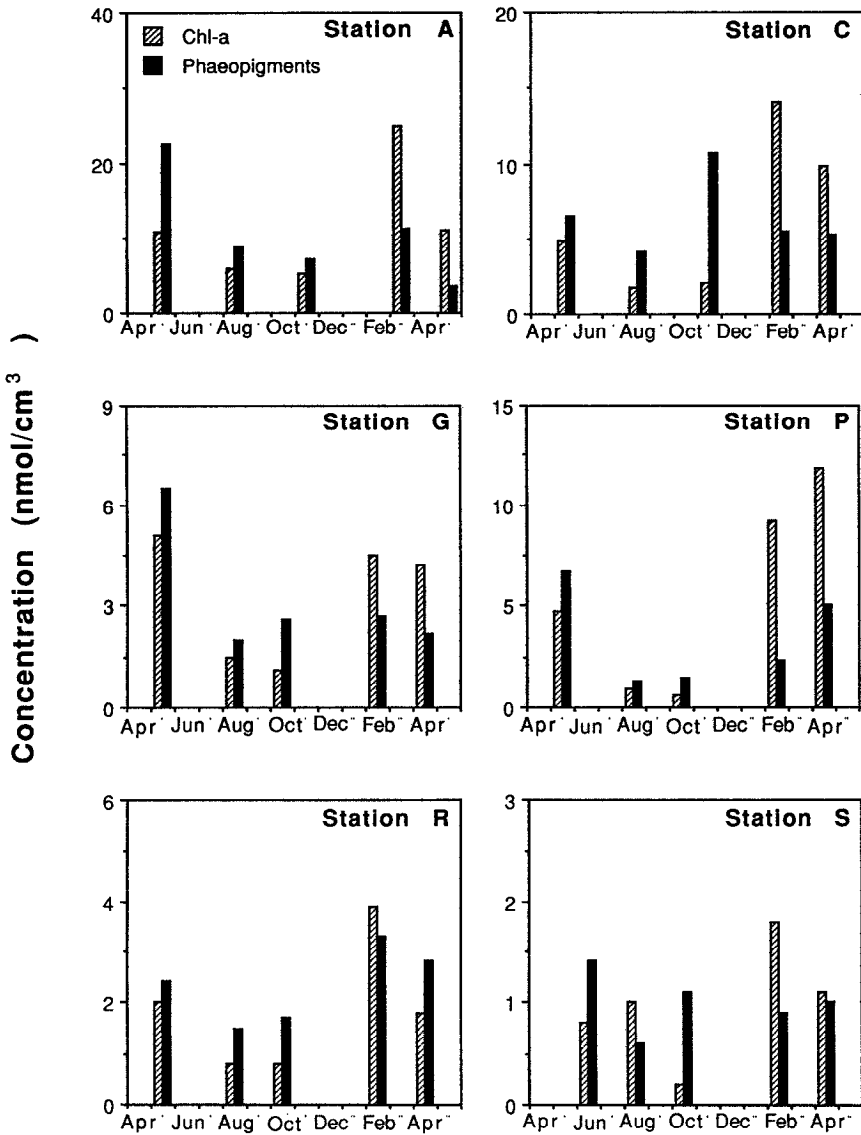 Concentration (nmol/cm³)
Station A
Chl-a
Phaeopigments
40
20
0
Apr Jun Aug Oct Dec Feb Apr
Station C
20
10
0
Apr Jun Aug Oct Dec Feb Apr
Station G
9
6
3
0
Apr Jun Aug Oct Dec Feb Apr
Station P
15
10
5
0
Apr Jun Aug Oct Dec Feb Apr
Station R
6
4
2
0
Apr Jun Aug Oct Dec Feb Apr
Station S
3
2
1
0
Apr Jun Aug Oct Dec Feb Apr